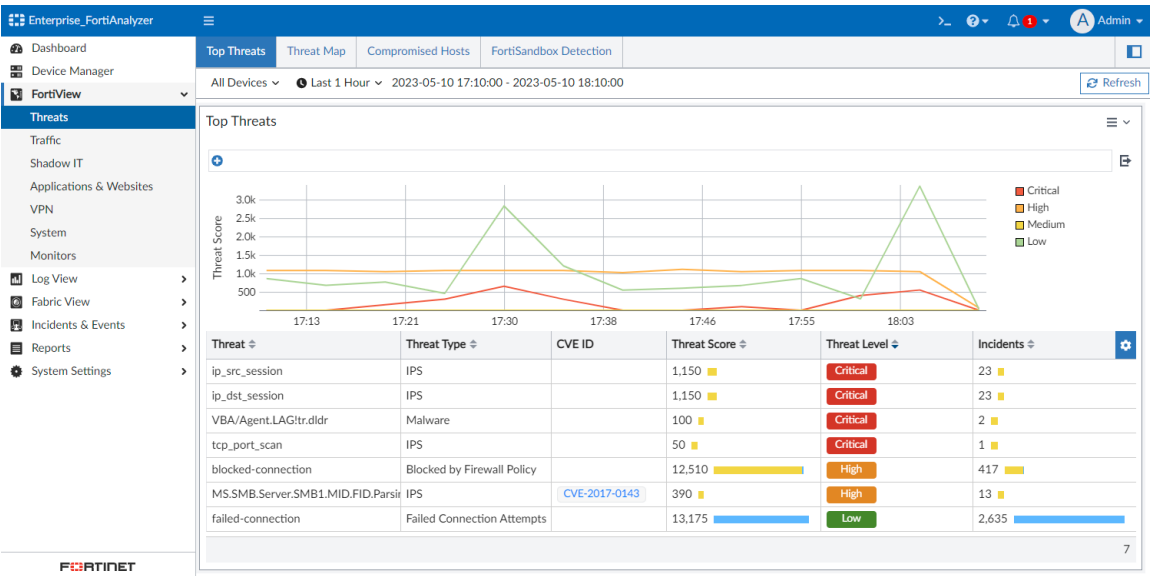 Enterprise_FortiAnalyzer
1
A Admin
Dashboard
Device Manager
FortiView
Threats
Traffic
Shadow IT
Applications & Websites
VPN
System
Monitors
Log View
Fabric View
Incidents & Events
Reports
System Settings
FORTINET
Top Threats Threat Map Compromised Hosts FortiSandbox Detection
All Devices Last 1 Hour 2023-05-10 17:10:00 - 2023-05-10 18:10:00 Refresh
Top Threats
Threat Score
3.0k
2.5k
2.0k
1.5k
1.0k
500
17:13 17:21 17:30 17:38 17:46 17:55 18:03
Critical
High
Medium
Low
Threat Threat Type CVE ID Threat Score Threat Level Incidents
ip_src_session IPS 1,150 Critical 23
ip_dst_session IPS 1,150 Critical 23
VBA/Agent.LAG!tr.dldr Malware 100 Critical 2
tcp_port_scan IPS 50 Critical 1
blocked-connection Blocked by Firewall Policy 12,510 High 417
MS.SMB.Server.SMB1.MID.FID.Parsir IPS CVE-2017-0143 390 High 13
failed-connection Failed Connection Attempts 13,175 Low 2,635
7